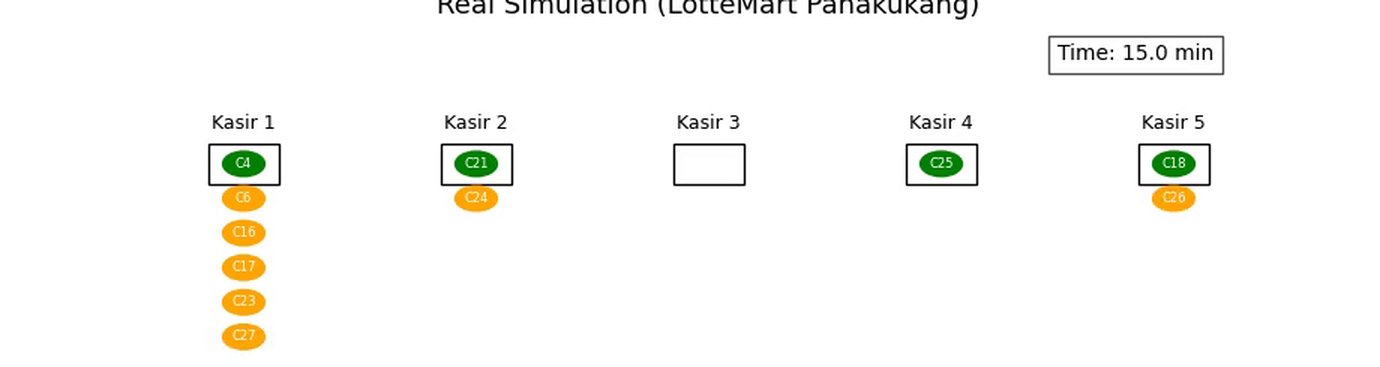 Real Simulation (LotteMart Panakukang)
Time: 15.0 min
Kasir 1 Kasir 2 Kasir 3 Kasir 4 Kasir 5
C4 C21 C25 C18
C6 C24 C26
C16
C17
C23
C27